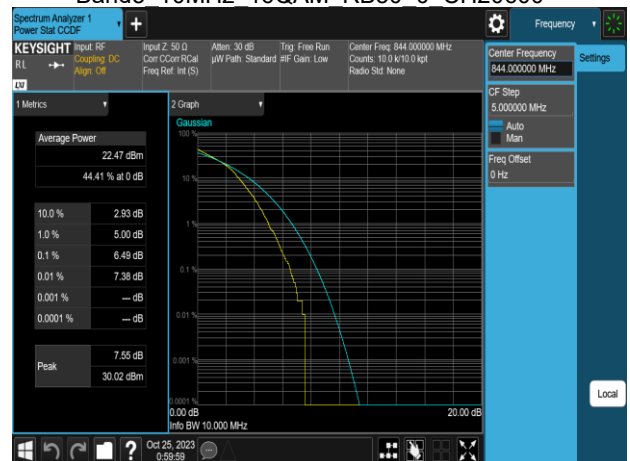 Spectrum Analyzer 1
Power Stat CCDF
Frequency
KEYSIGHT
RL
LXI
Input: RF
Coupling: DC
Align: Off
Input Z: 50 Ω
Corr CCorr RCal
Freq Ref: Int (S)
Atten: 30 dB
µW Path: Standard
Trig: Free Run
#IF Gain: Low
Center Freq: 844.000000 MHz
Counts: 10.0 k/10.0 kpt
Radio Std: None
Center Frequency
844.000000 MHz
Settings
CF Step
5.000000 MHz
Auto
Man
Freq Offset
0 Hz
Local
1 Metrics
Average Power
22.47 dBm
44.41 % at 0 dB
10.0 % 2.93 dB
1.0 % 5.00 dB
0.1 % 6.49 dB
0.01 % 7.38 dB
0.001 % --- dB
0.0001 % --- dB
Peak
7.55 dB
30.02 dBm
2 Graph
Gaussian
100 %
10 %
1 %
0.1 %
0.01 %
0.001 %
0.0001 %
0.00 dB 20.00 dB
Info BW 10.000 MHz
?
Oct 25, 2023
0:59:59